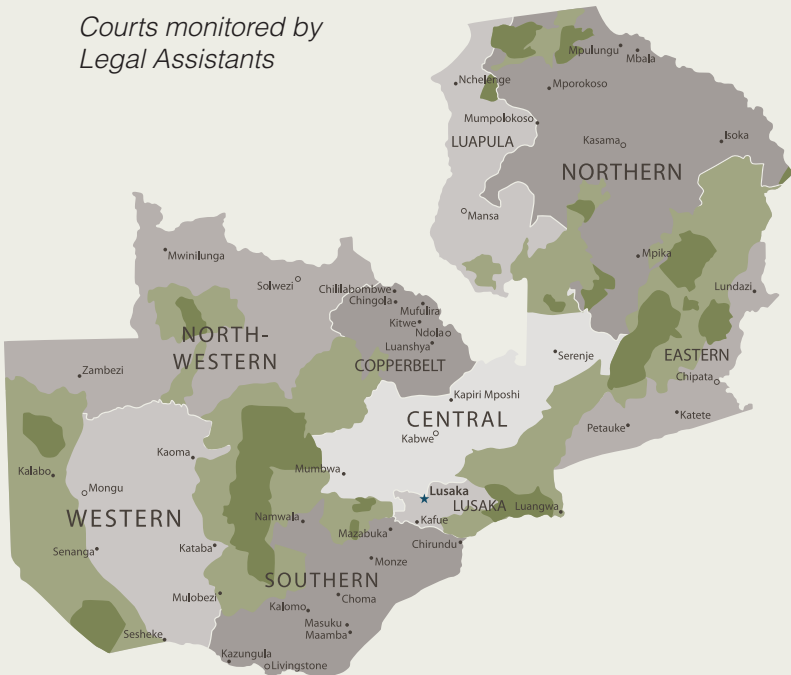 Courts monitored by
Legal Assistants
Mpulungu
Mbala
Nchelenge
Mporokoso
Mumpolokoso
LUAPULA
Kasama
Isoka
NORTHERN
Mansa
Mwinilunga
Mpika
Solwezi
Chililabombwe
Chingola
Mufulira
Kitwe
Ndola
Luanshya
COPPERBELT
Lundazi
NORTH-
WESTERN
Serenje
EASTERN
Zambezi
Chipata
Kapiri Mposhi
CENTRAL
Kabwe
Katete
Petauke
Kaoma
Kalabo
Mumbwa
Mongu
Lusaka
LUSAKA
Luangwa
WESTERN
Namwala
Kafue
Mazabuka
Chirundu
Senanga
Kataba
Monze
SOUTHERN
Mulobezi
Choma
Kalomo
Masuku
Maamba
Sesheke
Kazungula
Livingstone